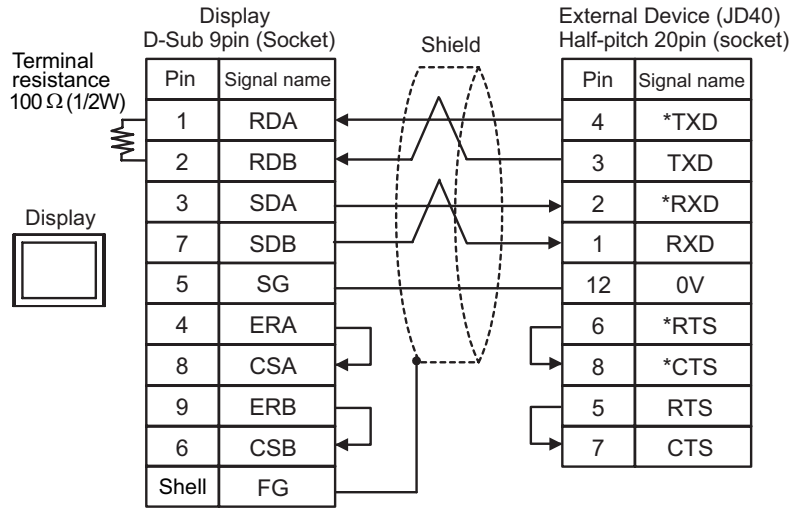 Display
D-Sub 9pin (Socket)
Shield
External Device (JD40)
Half-pitch 20pin (socket)
Terminal
resistance
100 Ω (1/2W)
Pin Signal name
1 RDA
2 RDB
3 SDA
7 SDB
5 SG
4 ERA
8 CSA
9 ERB
6 CSB
Shell FG
Display
Pin Signal name
4 *TXD
3 TXD
2 *RXD
1 RXD
12 0V
6 *RTS
8 *CTS
5 RTS
7 CTS